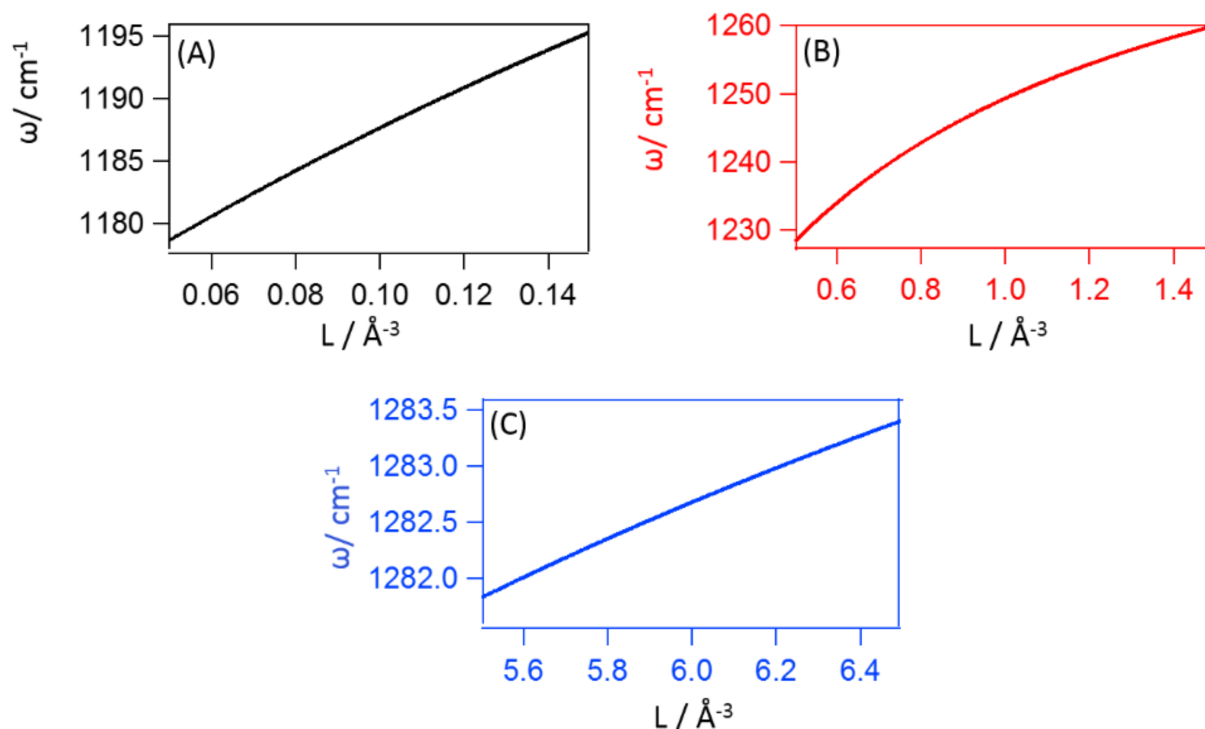 (A)
ω/ cm⁻¹
1195
1190
1185
1180
0.06 0.08 0.10 0.12 0.14
L / Å⁻³
(B)
ω/ cm⁻¹
1260
1250
1240
1230
0.6 0.8 1.0 1.2 1.4
L / Å⁻³
(C)
ω/ cm⁻¹
1283.5
1283.0
1282.5
1282.0
5.6 5.8 6.0 6.2 6.4
L / Å⁻³